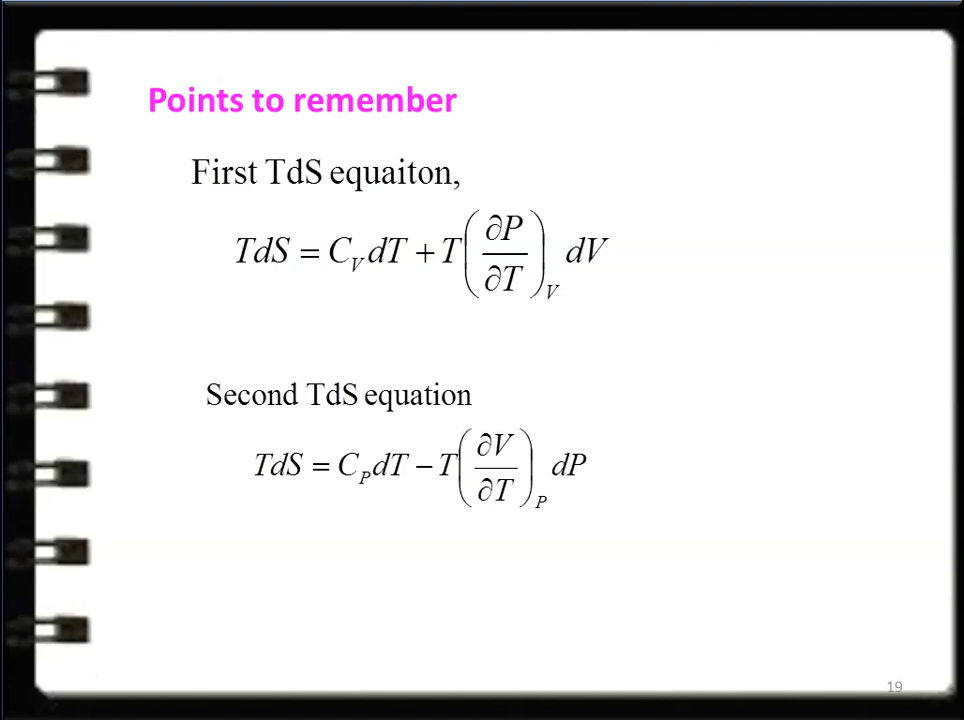 Points to remember
First TdS equaiton,
TdS = C_V dT + T(∂P/∂T)_V dV
Second TdS equation
TdS = C_P dT − T(∂V/∂T)_P dP
19